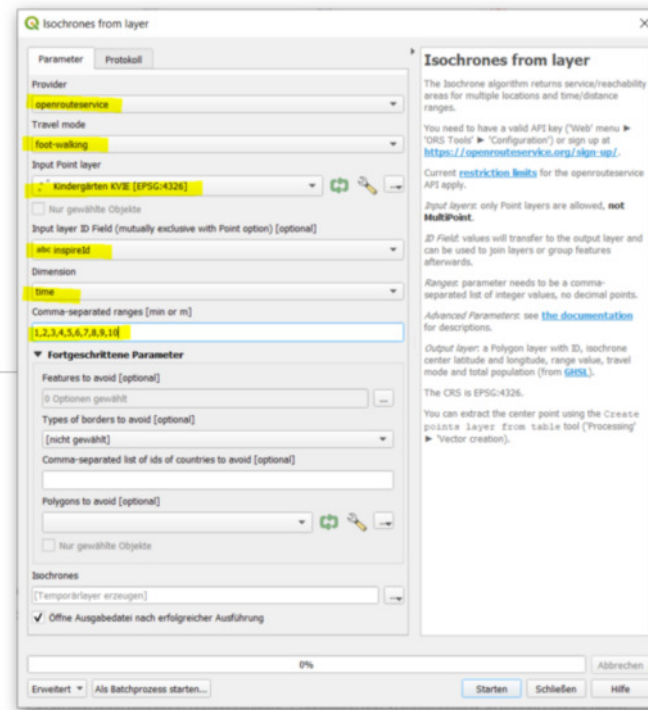 Isochrones from layer
Parameter
Protokoll
Provider
openrouteservice
Travel mode
foot-walking
Input Point layer
Kindergärten KVIE [EPSG:4326]
Nur gewählte Objekte
Input layer ID Field (mutually exclusive with Point option) [optional]
abc inspireId
Dimension
time
Comma-separated ranges [min or m]
1,2,3,4,5,6,7,8,9,10
Fortgeschrittene Parameter
Features to avoid [optional]
0 Optionen gewählt
...
Types of borders to avoid [optional]
[nicht gewählt]
Comma-separated list of ids of countries to avoid [optional]
Polygons to avoid [optional]
Nur gewählte Objekte
Isochrones
[Temporärlayer erzeugen]
Öffne Ausgabedatei nach erfolgreicher Ausführung
0%
Abbrechen
Erweitert
Als Batchprozess starten...
Starten
Schließen
Hilfe
Isochrones from layer
The Isochrone algorithm returns service/reachability
areas for multiple locations and time/distance
ranges.
You need to have a valid API key ('Web' menu ►
'ORS Tools' ► 'Configuration') or sign up at
https://openrouteservice.org/sign-up/.
Current restriction limits for the openrouteservice
API apply.
Input layers: only Point layers are allowed, not
MultiPoint.
ID Field: values will transfer to the output layer and
can be used to join layers or group features
afterwards.
Ranges: parameter needs to be a comma-
separated list of integer values, no decimal points.
Advanced Parameters: see the documentation
for descriptions.
Output layer: a Polygon layer with ID, isochrone
center latitude and longitude, range value, travel
mode and total population (from GHSL).
The CRS is EPSG:4326.
You can extract the center point using the Create
points layer from table tool ('Processing'
► 'Vector creation').